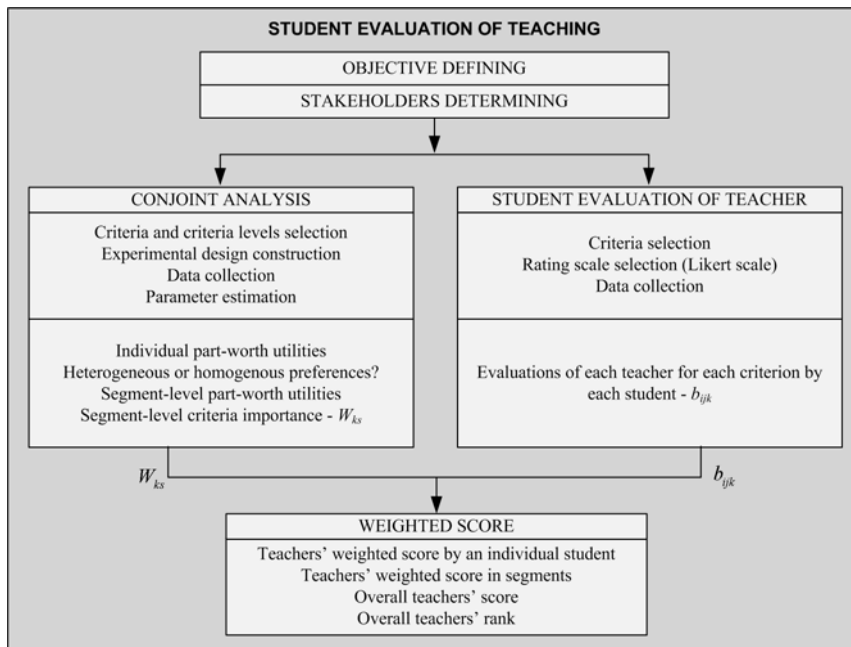 STUDENT EVALUATION OF TEACHING
OBJECTIVE DEFINING
STAKEHOLDERS DETERMINING
CONJOINT ANALYSIS
Criteria and criteria levels selection
Experimental design construction
Data collection
Parameter estimation
Individual part-worth utilities
Heterogeneous or homogenous preferences?
Segment-level part-worth utilities
Segment-level criteria importance - Wks
STUDENT EVALUATION OF TEACHER
Criteria selection
Rating scale selection (Likert scale)
Data collection
Evaluations of each teacher for each criterion by
each student - bijk
Wks
bijk
WEIGHTED SCORE
Teachers’ weighted score by an individual student
Teachers’ weighted score in segments
Overall teachers’ score
Overall teachers’ rank